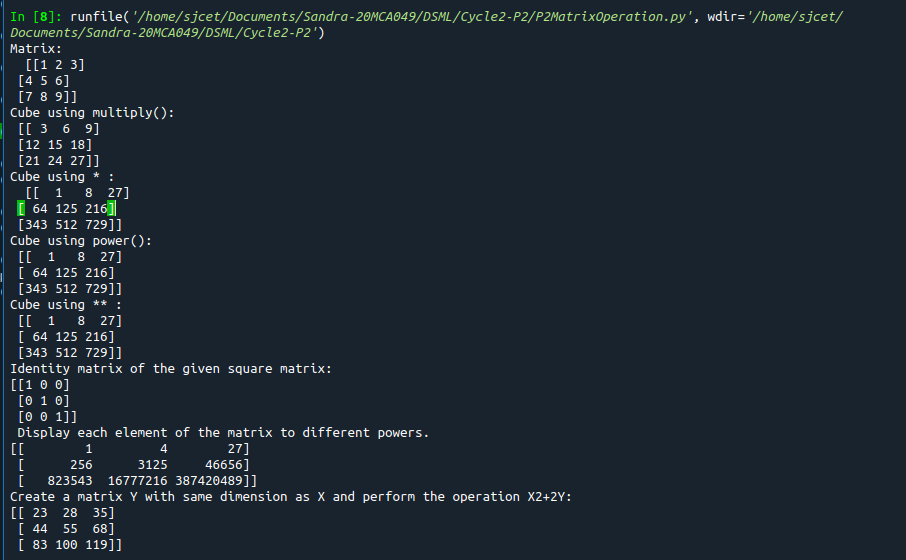 In [8]: runfile('/home/sjcet/Documents/Sandra-20MCA049/DSML/Cycle2-P2/P2MatrixOperation.py', wdir='/home/sjcet/
Documents/Sandra-20MCA049/DSML/Cycle2-P2')
Matrix:
  [[1 2 3]
 [4 5 6]
 [7 8 9]]
Cube using multiply():
 [[ 3  6  9]
 [12 15 18]
 [21 24 27]]
Cube using * :
  [[  1   8  27]
 [ 64 125 216]
 [343 512 729]]
Cube using power():
 [[  1   8  27]
 [ 64 125 216]
 [343 512 729]]
Cube using ** :
 [[  1   8  27]
 [ 64 125 216]
 [343 512 729]]
Identity matrix of the given square matrix:
[[1 0 0]
 [0 1 0]
 [0 0 1]]
 Display each element of the matrix to different powers.
[[        1         4        27]
 [      256      3125     46656]
 [   823543  16777216 387420489]]
Create a matrix Y with same dimension as X and perform the operation X2+2Y:
[[ 23  28  35]
 [ 44  55  68]
 [ 83 100 119]]